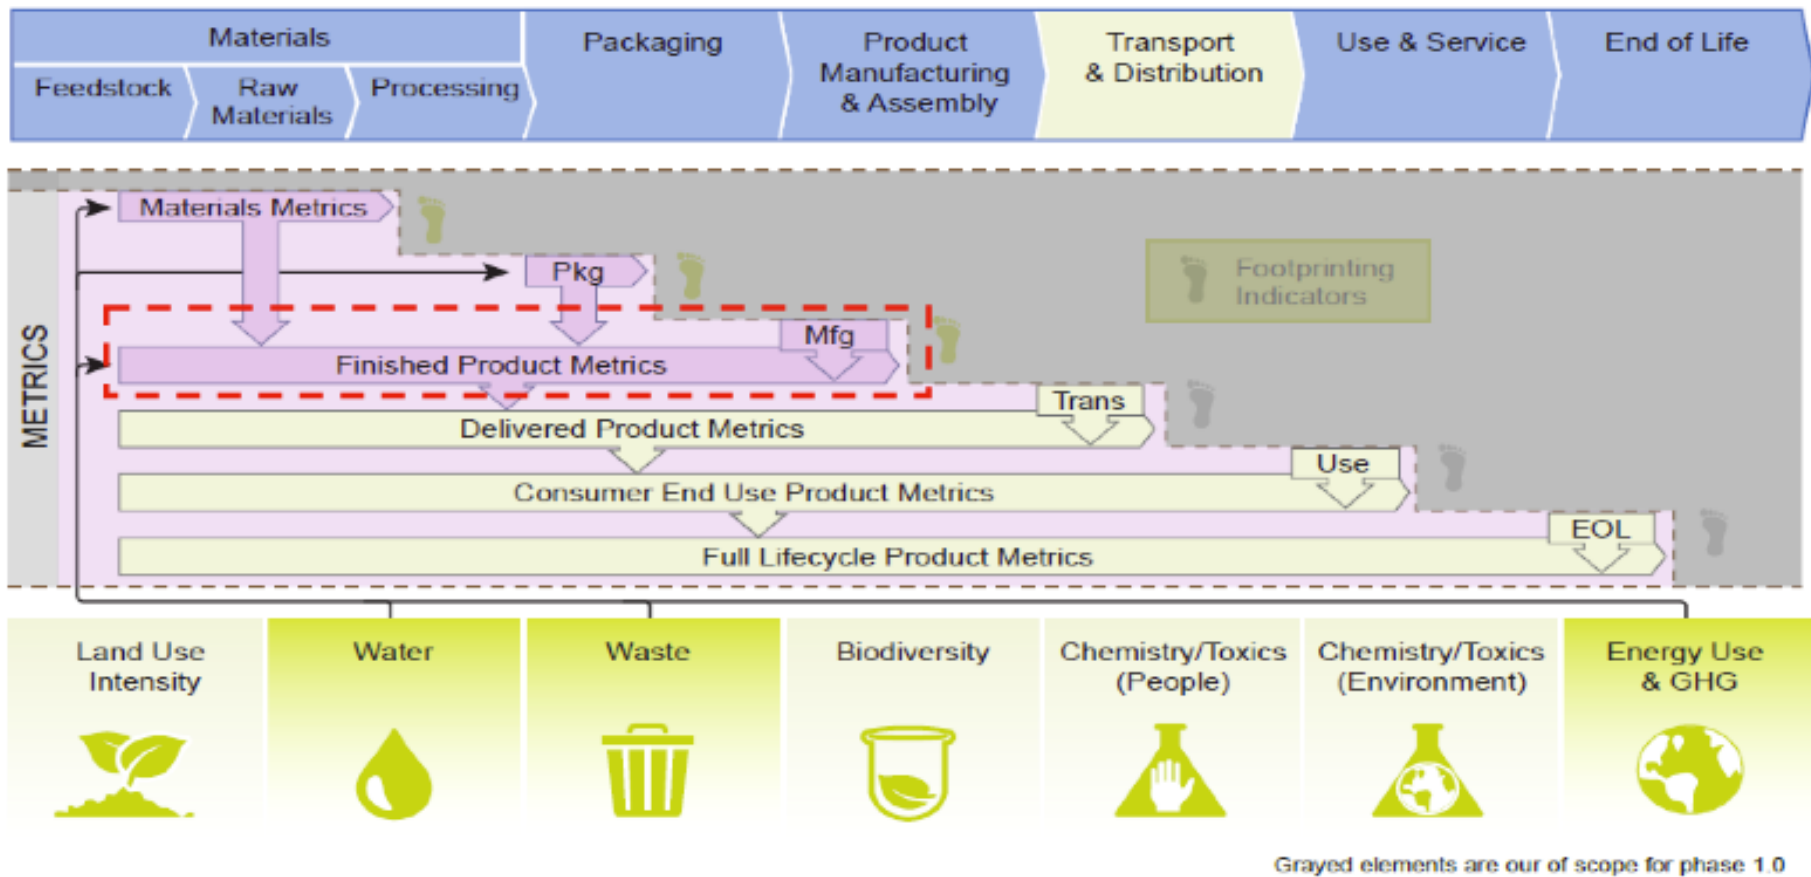 Materials
Feedstock
Raw
Materials
Processing
Packaging
Product
Manufacturing
& Assembly
Transport
& Distribution
Use & Service
End of Life
METRICS
Materials Metrics
Pkg
Footprinting
Indicators
Mfg
Finished Product Metrics
Trans
Delivered Product Metrics
Use
Consumer End Use Product Metrics
EOL
Full Lifecycle Product Metrics
Land Use
Intensity
Water
Waste
Biodiversity
Chemistry/Toxics
(People)
Chemistry/Toxics
(Environment)
Energy Use
& GHG
Grayed elements are our of scope for phase 1.0